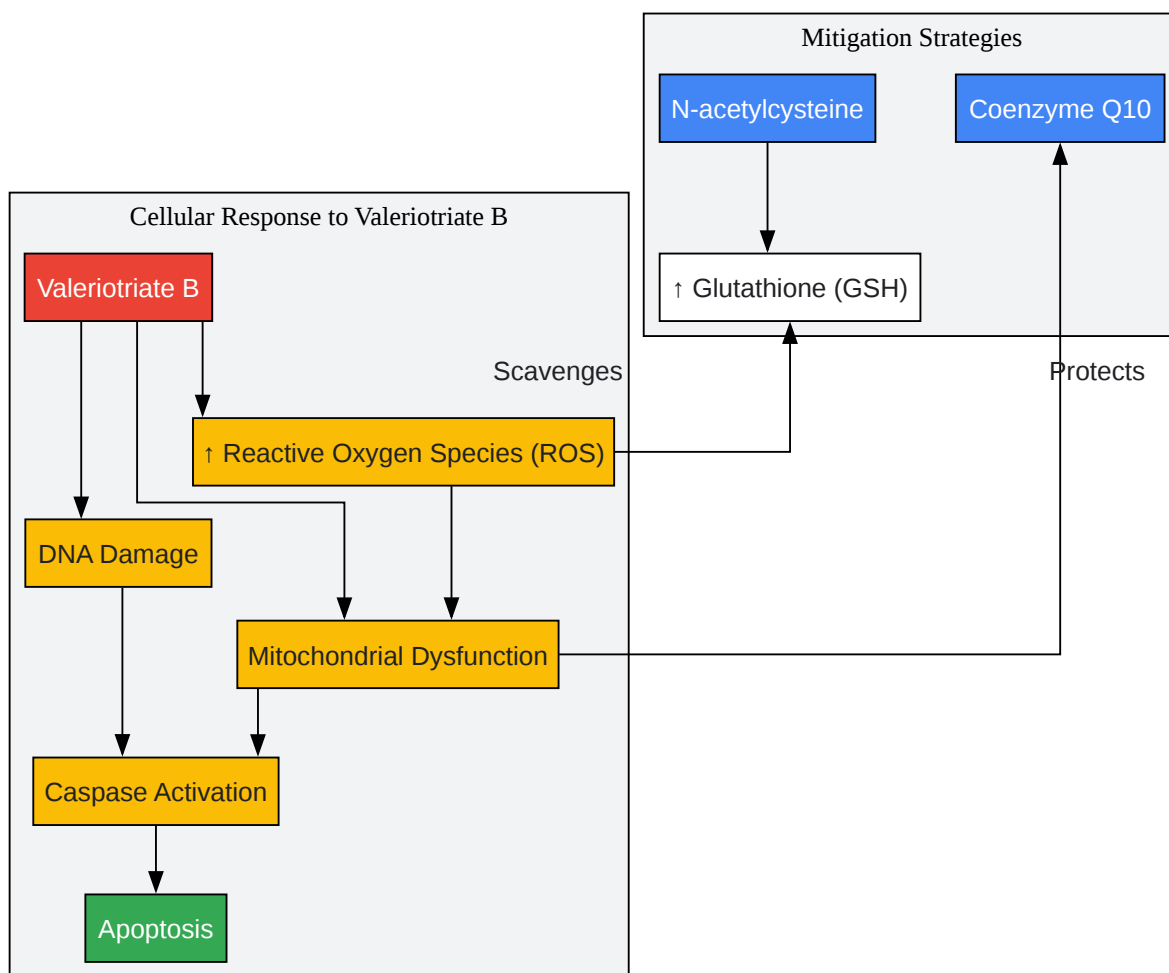 Mitigation Strategies
N-acetylcysteine
Coenzyme Q10
Cellular Response to Valeriotriate B
Valeriotriate B
↑ Glutathione (GSH)
Scavenges
Protects
↑ Reactive Oxygen Species (ROS)
DNA Damage
Mitochondrial Dysfunction
Caspase Activation
Apoptosis